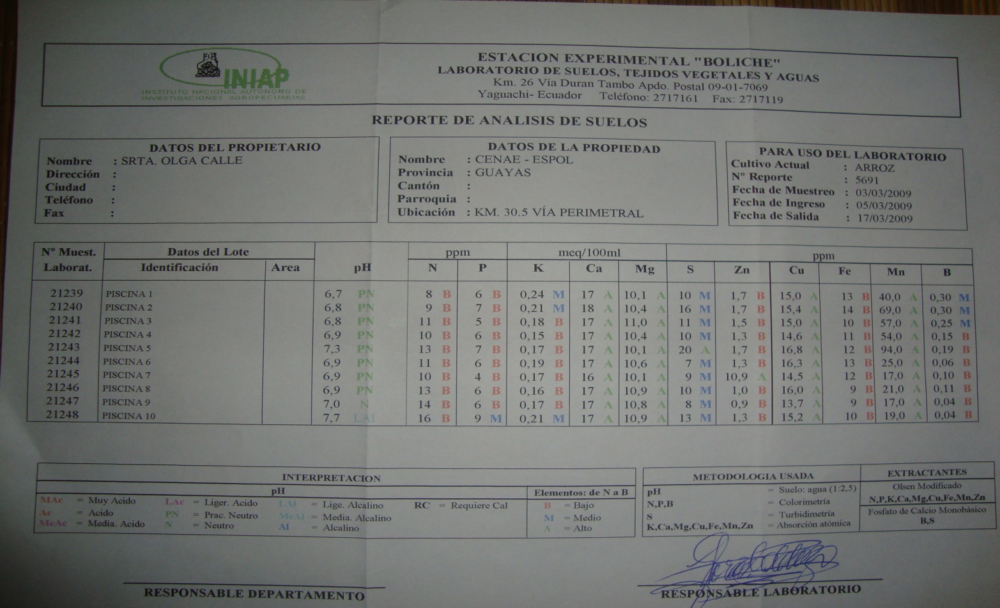 INIAP
INSTITUTO NACIONAL AUTONOMO DE
INVESTIGACIONES AGROPECUARIAS
ESTACION EXPERIMENTAL "BOLICHE"
LABORATORIO DE SUELOS, TEJIDOS VEGETALES Y AGUAS
Km. 26 Vía Duran Tambo Apdo. Postal 09-01-7069
Yaguachi- Ecuador Teléfono: 2717161 Fax: 2717119
REPORTE DE ANALISIS DE SUELOS
DATOS DEL PROPIETARIO
Nombre : SRTA. OLGA CALLE
Dirección :
Ciudad :
Teléfono :
Fax :
DATOS DE LA PROPIEDAD
Nombre : CENAE - ESPOL
Provincia : GUAYAS
Cantón :
Parroquia :
Ubicación : KM. 30.5 VÍA PERIMETRAL
PARA USO DEL LABORATORIO
Cultivo Actual : ARROZ
Nº Reporte : 5691
Fecha de Muestreo : 03/03/2009
Fecha de Ingreso : 05/03/2009
Fecha de Salida : 17/03/2009
Nº Muest. Datos del Lote ppm meq/100ml ppm
Laborat. Identificación Area pH N P K Ca Mg S Zn Cu Fe Mn B
21239 PISCINA 1 6,7 PN 8 B 6 B 0,24 M 17 A 10,1 A 10 M 1,7 B 15,0 A 13 B 40,0 A 0,30 M
21240 PISCINA 2 6,8 PN 9 B 7 B 0,21 M 18 A 10,4 A 16 M 1,7 B 15,4 A 14 B 69,0 A 0,30 M
21241 PISCINA 3 6,8 PN 11 B 5 B 0,18 B 17 A 11,0 A 11 M 1,5 B 15,0 A 10 B 57,0 A 0,25 M
21242 PISCINA 4 6,9 PN 10 B 6 B 0,15 B 17 A 10,4 A 10 M 1,3 B 14,6 A 11 B 54,0 A 0,15 B
21243 PISCINA 5 7,3 PN 13 B 7 B 0,17 B 17 A 10,1 A 20 A 1,7 B 16,8 A 12 B 94,0 A 0,19 B
21244 PISCINA 6 6,9 PN 11 B 6 B 0,19 B 17 A 10,6 A 7 M 1,3 B 16,3 A 13 B 25,0 A 0,06 B
21245 PISCINA 7 6,9 PN 10 B 4 B 0,17 B 16 A 10,1 A 9 M 10,9 A 14,5 A 12 B 17,0 A 0,10 B
21246 PISCINA 8 6,9 PN 13 B 6 B 0,16 B 17 A 10,9 A 10 M 1,0 B 16,0 A 9 B 21,0 A 0,11 B
21247 PISCINA 9 7,0 N 14 B 6 B 0,17 B 17 A 10,8 A 8 M 0,9 B 13,7 A 9 B 17,0 A 0,04 B
21248 PISCINA 10 7,7 LAl 16 B 9 M 0,21 M 17 A 10,9 A 13 M 1,3 B 15,2 A 10 B 19,0 A 0,04 B
INTERPRETACION
pH Elementos: de N a B
MAc = Muy Acido LAc = Liger. Acido LAl = Lige. Alcalino RC = Requiere Cal B = Bajo
Ac = Acido PN = Prac. Neutro MeAl = Media. Alcalino M = Medio
MeAc = Media. Acido N = Neutro Al = Alcalino A = Alto
METODOLOGIA USADA
pH = Suelo: agua (1:2,5)
N,P,B = Colorimetría
S = Turbidimetría
K,Ca,Mg,Cu,Fe,Mn,Zn = Absorción atómica
EXTRACTANTES
Olsen Modificado
N,P,K,Ca,Mg,Cu,Fe,Mn,Zn
Fosfato de Calcio Monobásico
B,S
RESPONSABLE DEPARTAMENTO
RESPONSABLE LABORATORIO